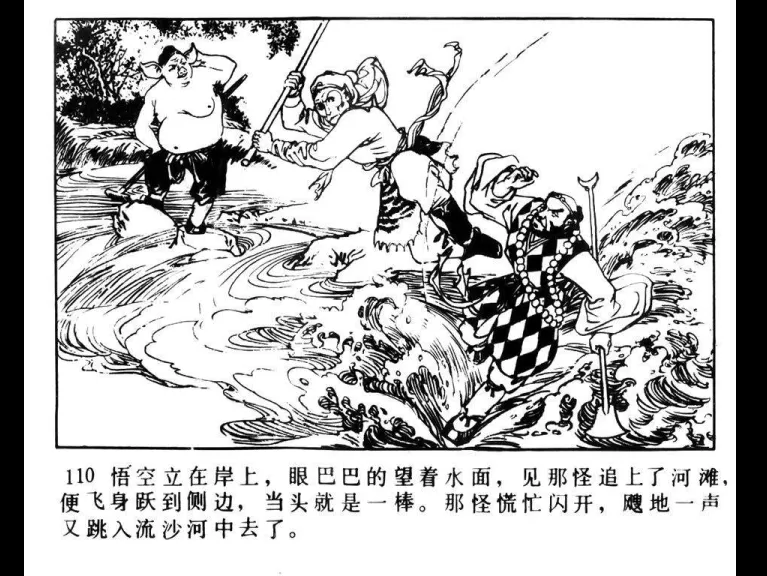 110 悟空立在岸上，眼巴巴的望着水面，见那怪追上了河滩，
便飞身跃到侧边，当头就是一棒。那怪慌忙闪开，飕地一声
又跳入流沙河中去了。